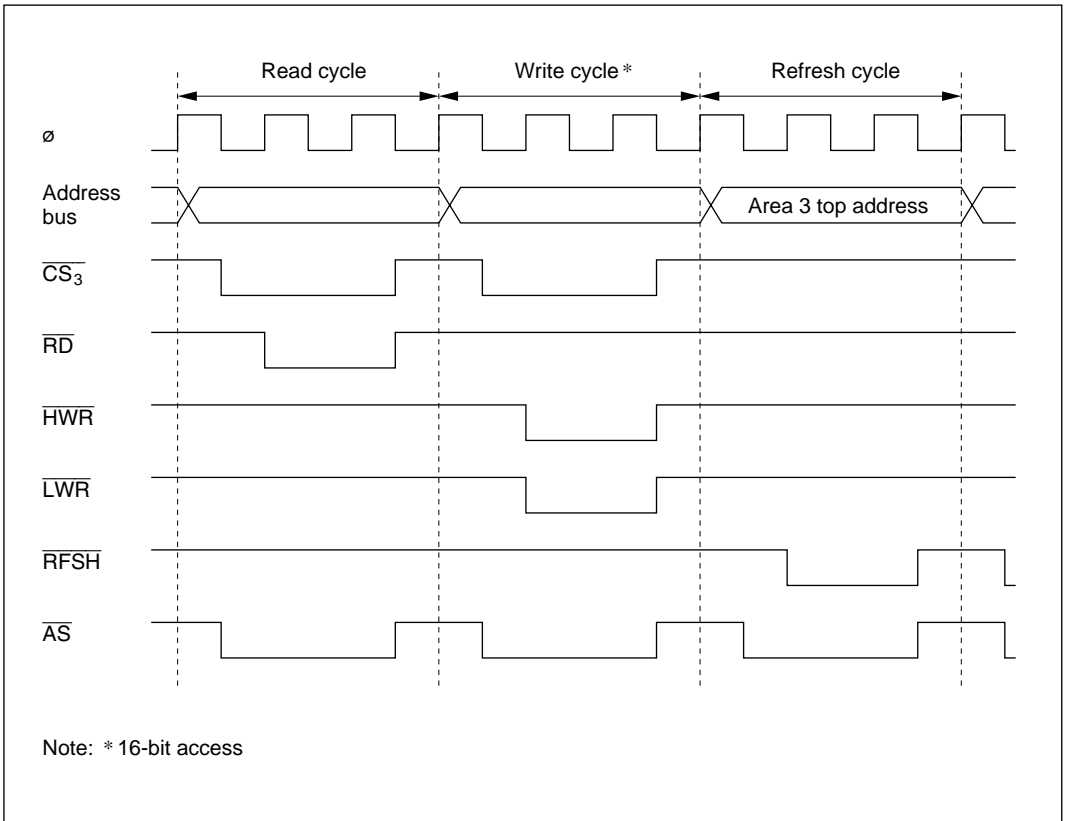 Read cycle
Write cycle *
Refresh cycle
ø
Address
bus
Area 3 top address
CS₃
RD
HWR
LWR
RFSH
AS
Note: * 16-bit access